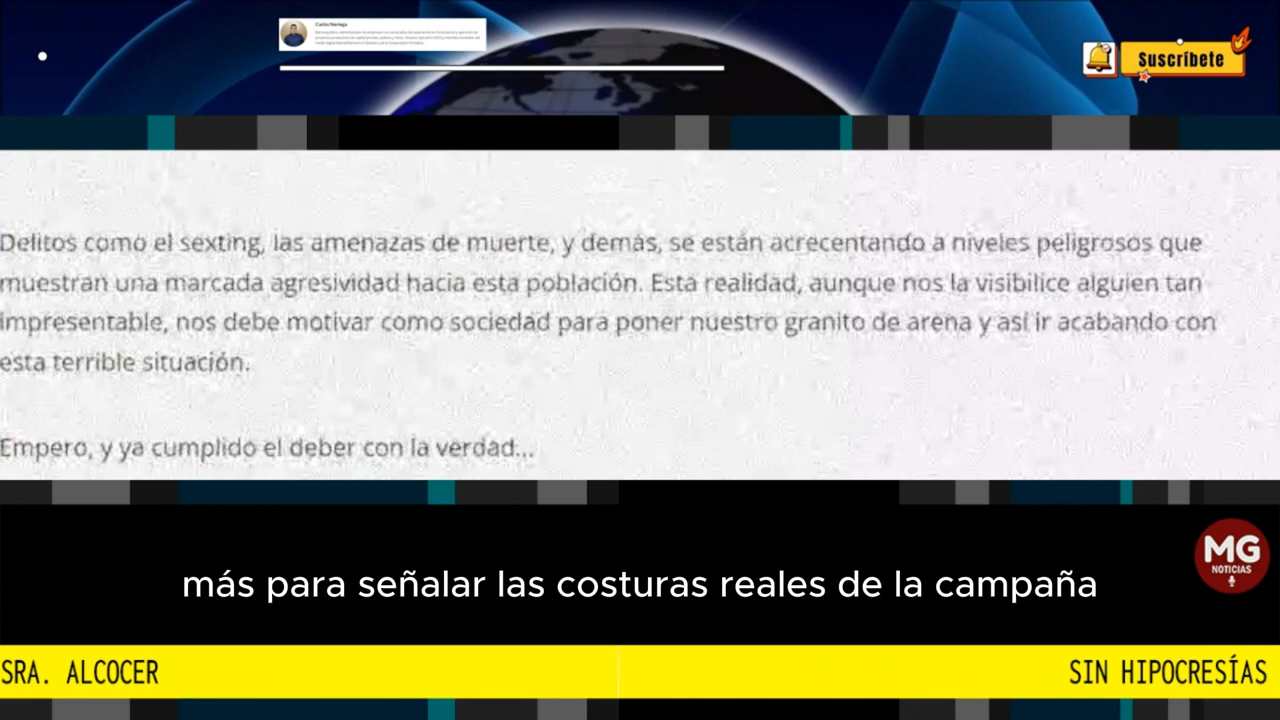 Carlos Noriega
Suscríbete
Delitos como el sexting, las amenazas de muerte, y demás, se están acrecentando a niveles peligrosos que
muestran una marcada agresividad hacia esta población. Esta realidad, aunque nos la visibilice alguien tan
impresentable, nos debe motivar como sociedad para poner nuestro granito de arena y así ir acabando con
esta terrible situación.
Empero, y ya cumplido el deber con la verdad...
MG
NOTICIAS
más para señalar las costuras reales de la campaña
SRA. ALCOCER
SIN HIPOCRESÍAS